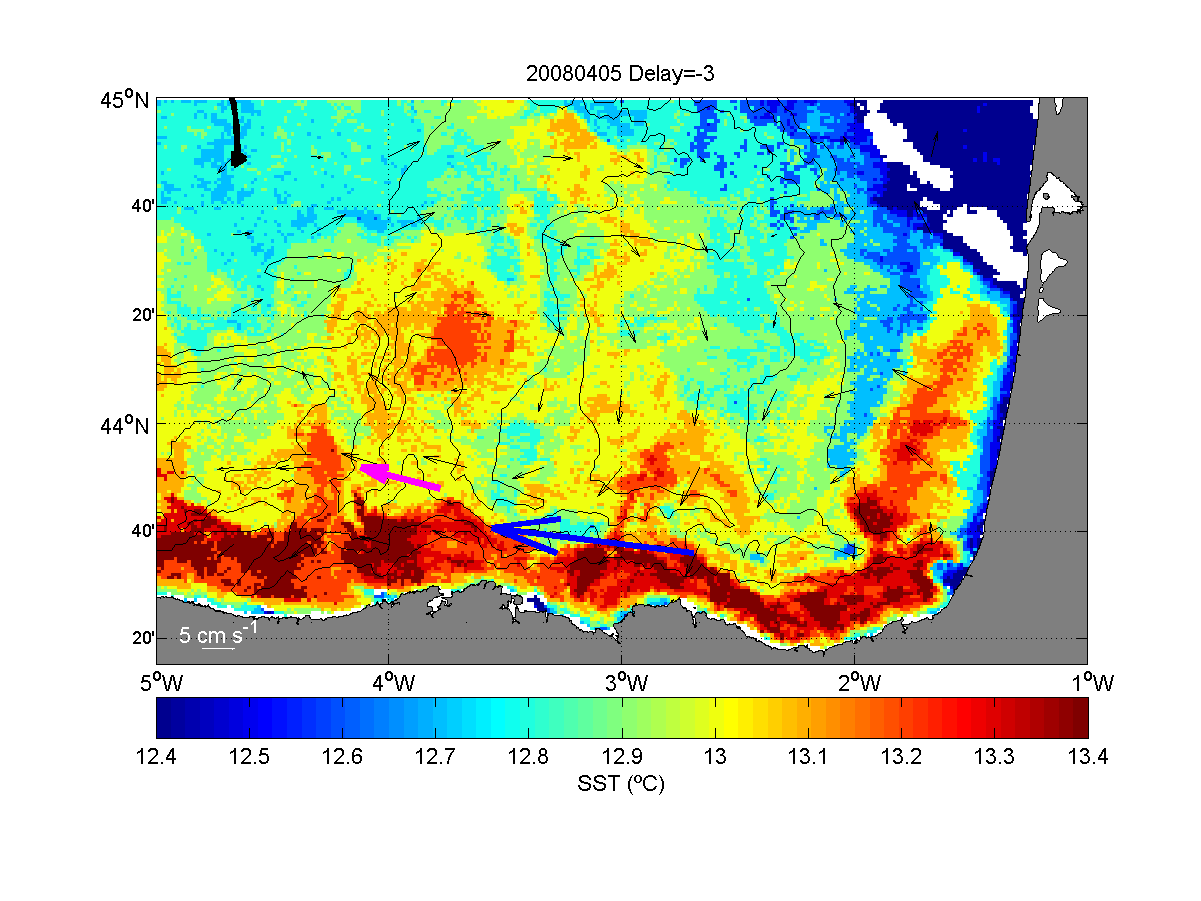 20080405 Delay=-3
45°N
40'
20'
44°N
40'
20'
5 cm s-1
5°W 4°W 3°W 2°W 1°W
12.4 12.5 12.6 12.7 12.8 12.9 13 13.1 13.2 13.3 13.4
SST (°C)